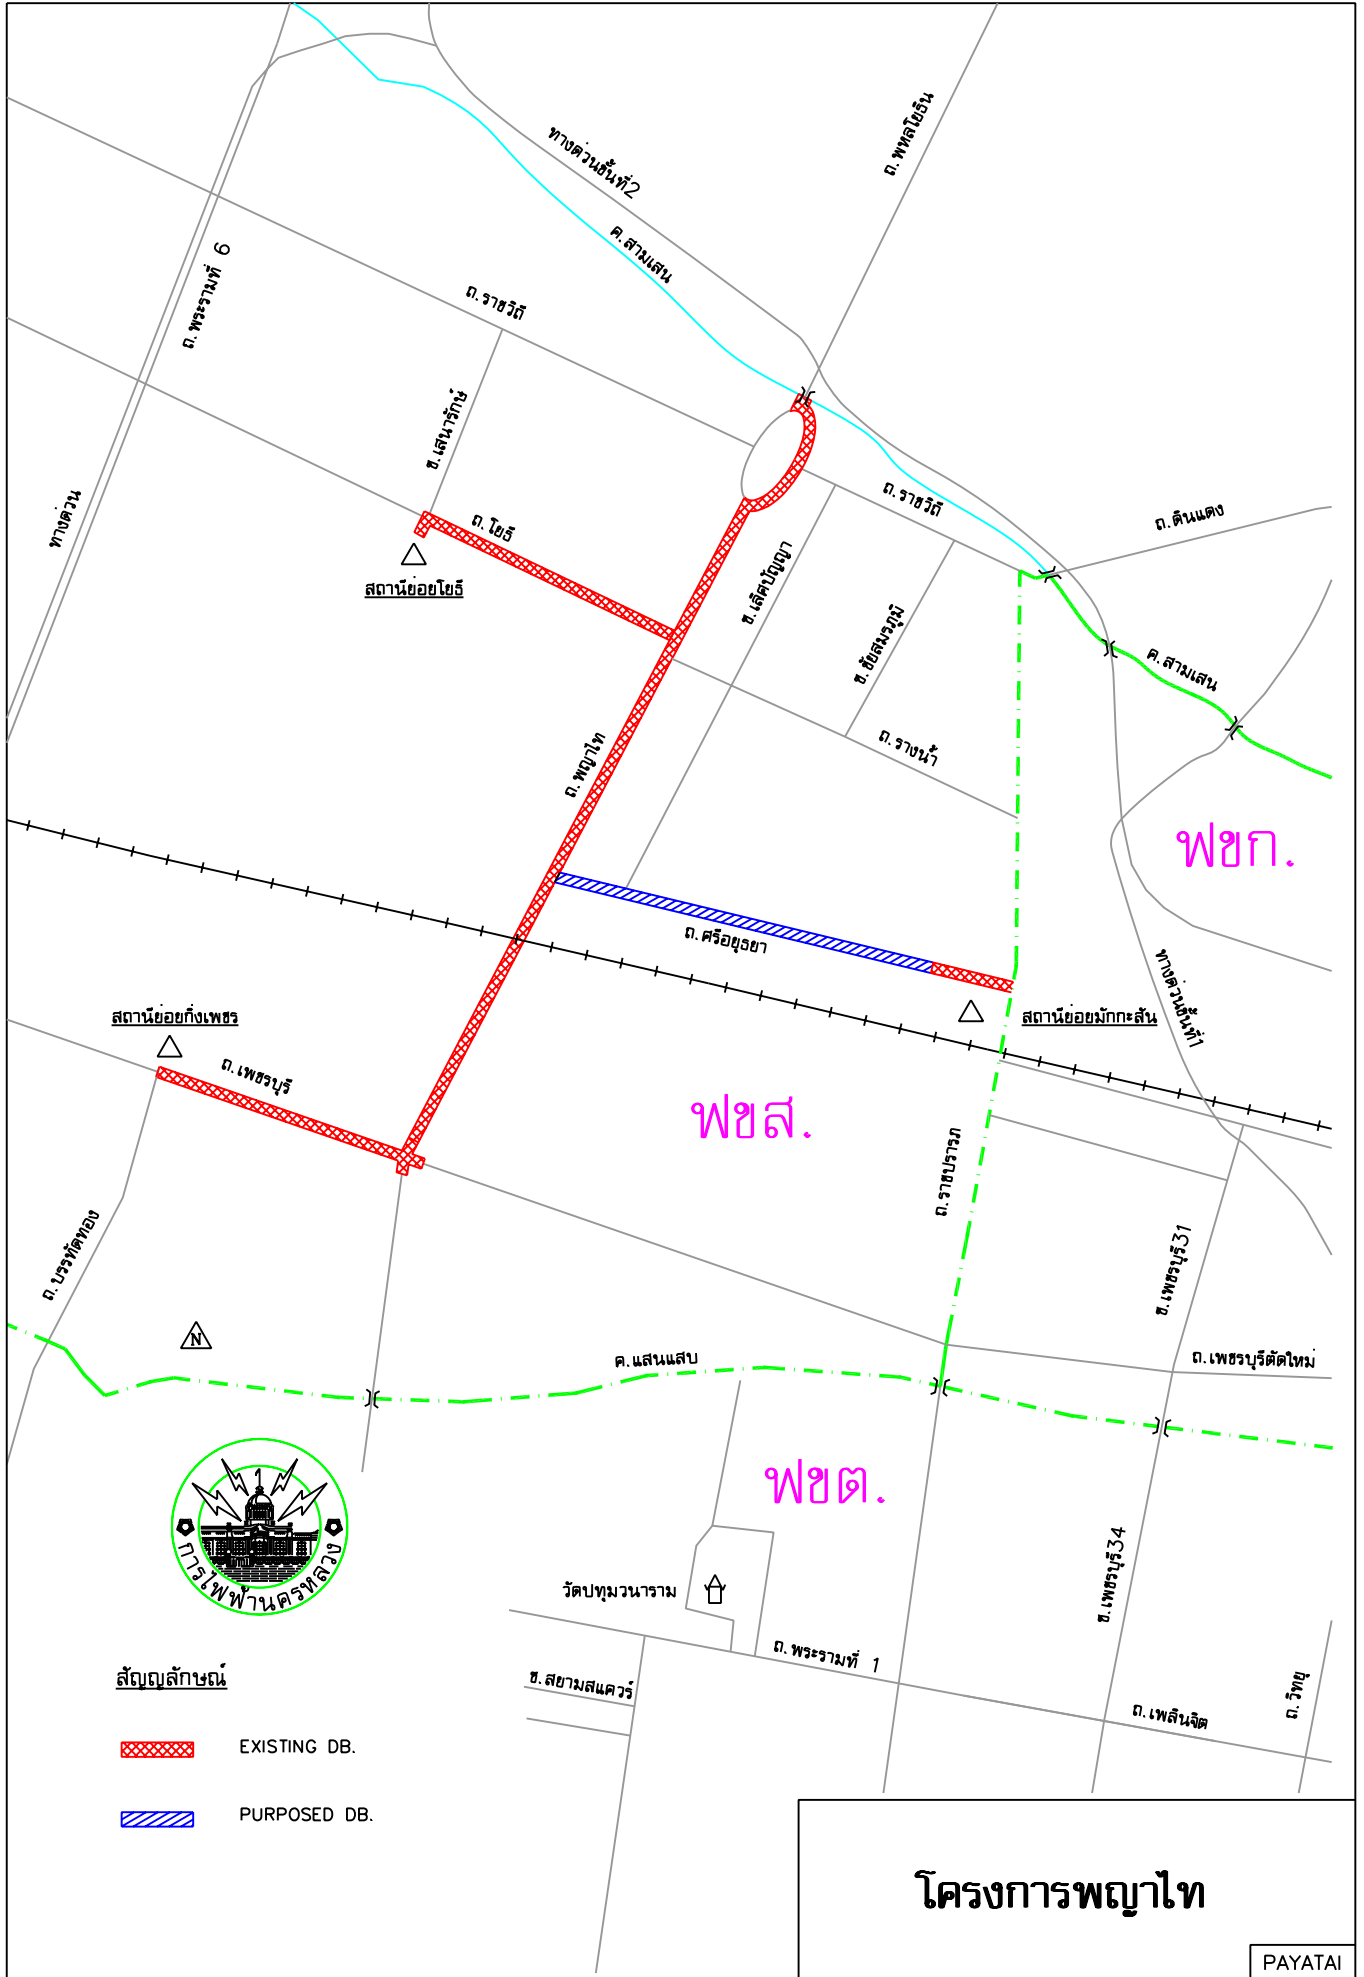 ถ.พหลโยธิน
ทางด่วนขั้นที่2
ค.สามเสน
ถ.พระรามที่ 6
ถ.ราชวิถี
ซ.เสนารักษ์
ทางด่วน
ถ.โยธี
สถานีย่อยโยธี
ถ.ราชวิถี
ถ.ดินแดง
ซ.เลิศปัญญา
ซ.ชัยสมรภูมิ
ค.สามเสน
ถ.รางน้ำ
ถ.พญาไท
ฟขก.
ถ.ศรีอยุธยา
ทางด่วนขั้นที่1
สถานีย่อยกิ่งเพชร
สถานีย่อยมักกะสัน
ถ.เพชรบุรี
ฟขส.
ถ.ราชปรารภ
ถ.บรรทัดทอง
ซ.เพชรบุรี31
N
ค.แสนแสบ
ถ.เพชรบุรีตัดใหม่
ฟขต.
การไฟฟ้านครหลวง
ซ.เพชรบุรี34
วัดปทุมวนาราม
ถ.พระรามที่ 1
ซ.สยามสแควร์
ถ.วิทยุ
ถ.เพลินจิต
สัญญลักษณ์
EXISTING DB.
PURPOSED DB.
โครงการพญาไท
PAYATAI